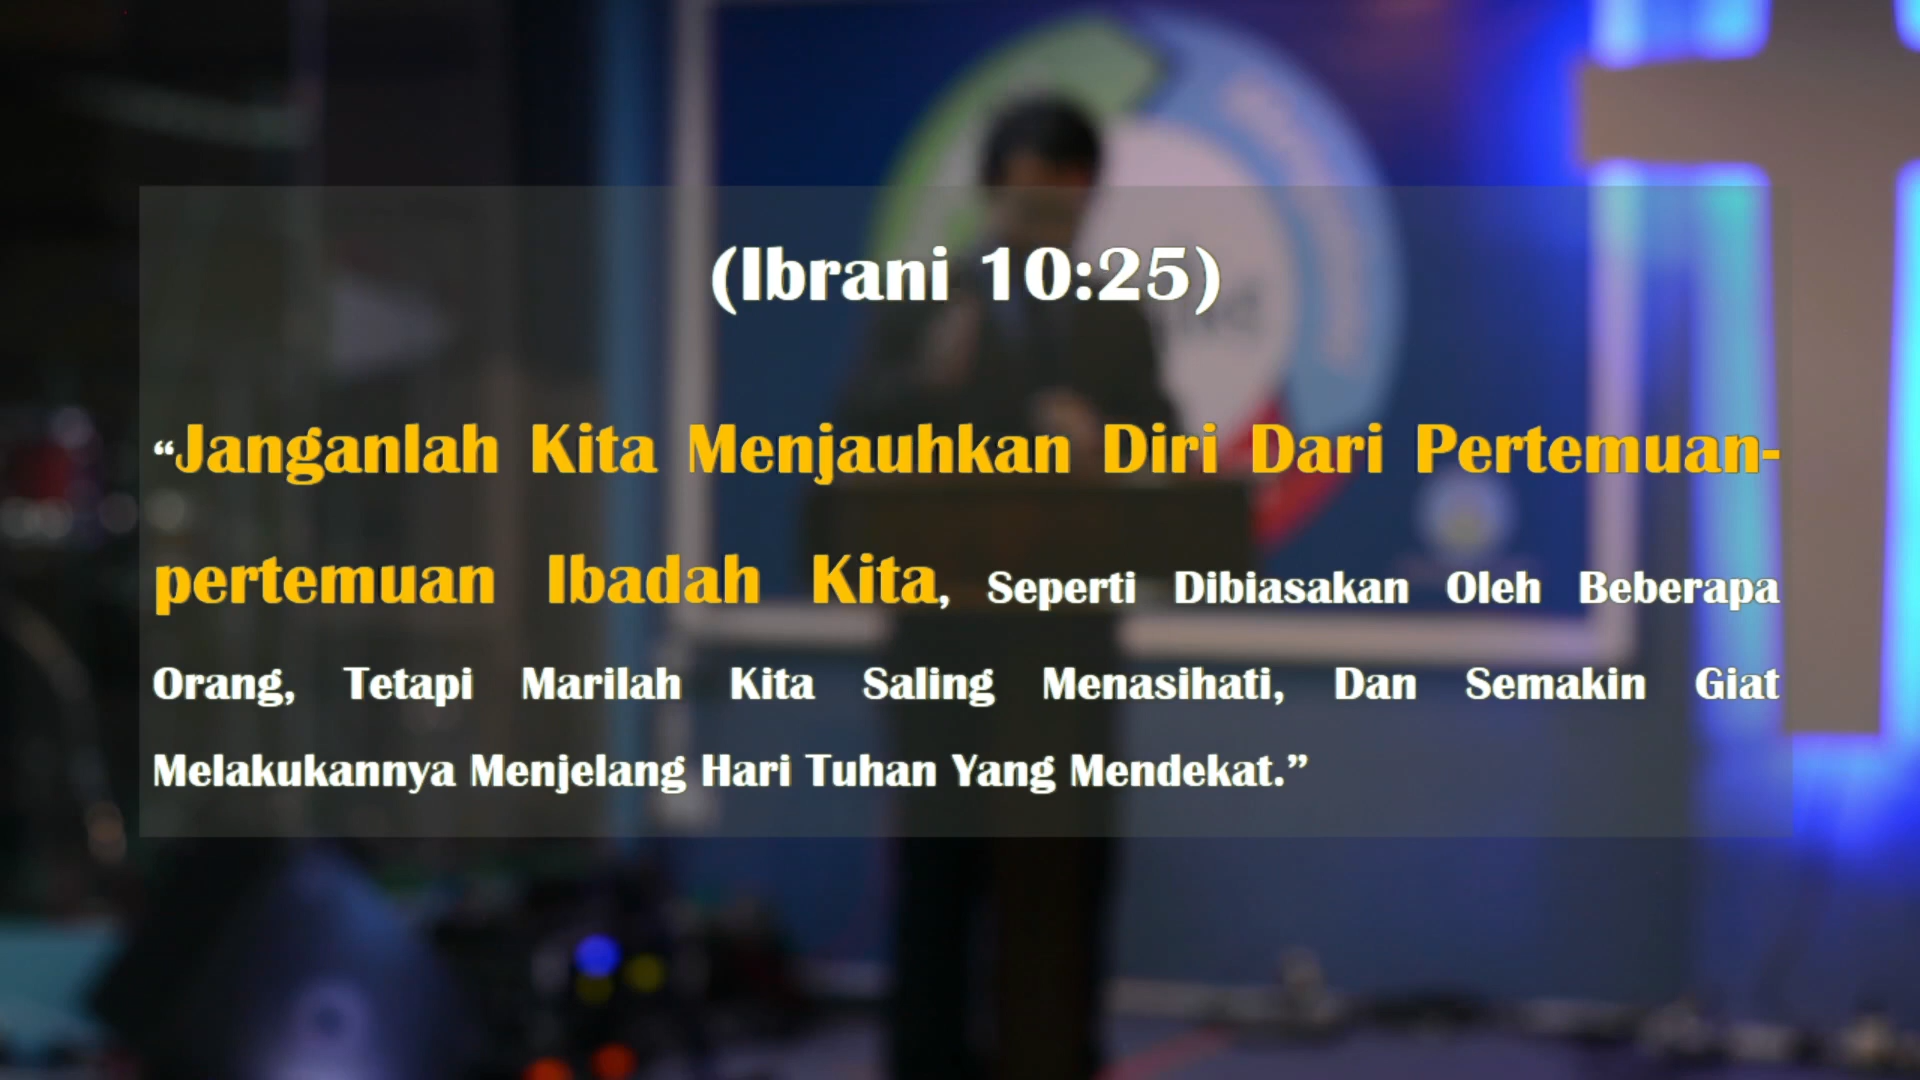 (Ibrani 10:25)
“Janganlah Kita Menjauhkan Diri Dari Pertemuan-
pertemuan Ibadah Kita, Seperti Dibiasakan Oleh Beberapa
Orang, Tetapi Marilah Kita Saling Menasihati, Dan Semakin Giat
Melakukannya Menjelang Hari Tuhan Yang Mendekat.”